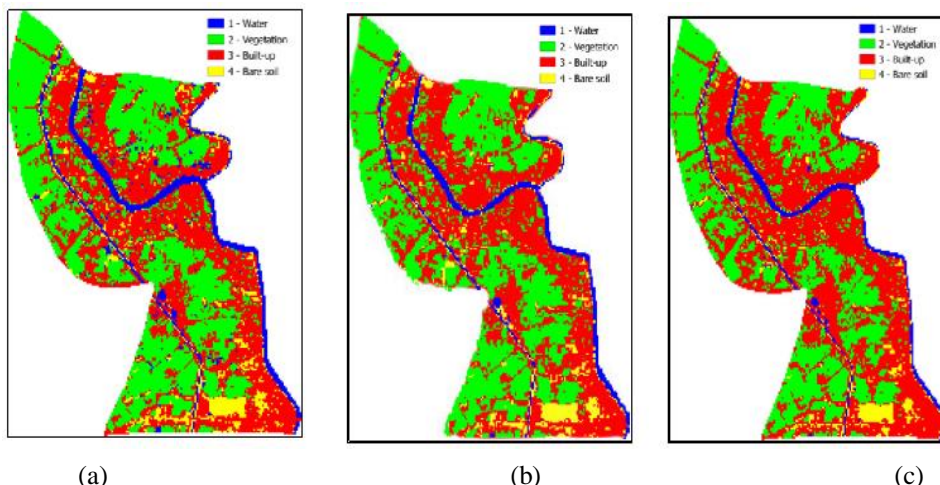 1 - Water
2 - Vegetation
3 - Built-up
4 - Bare soil
1 - Water
2 - Vegetation
3 - Built-up
4 - Bare soil
1 - Water
2 - Vegetation
3 - Built-up
4 - Bare soil
(a) (b) (c)